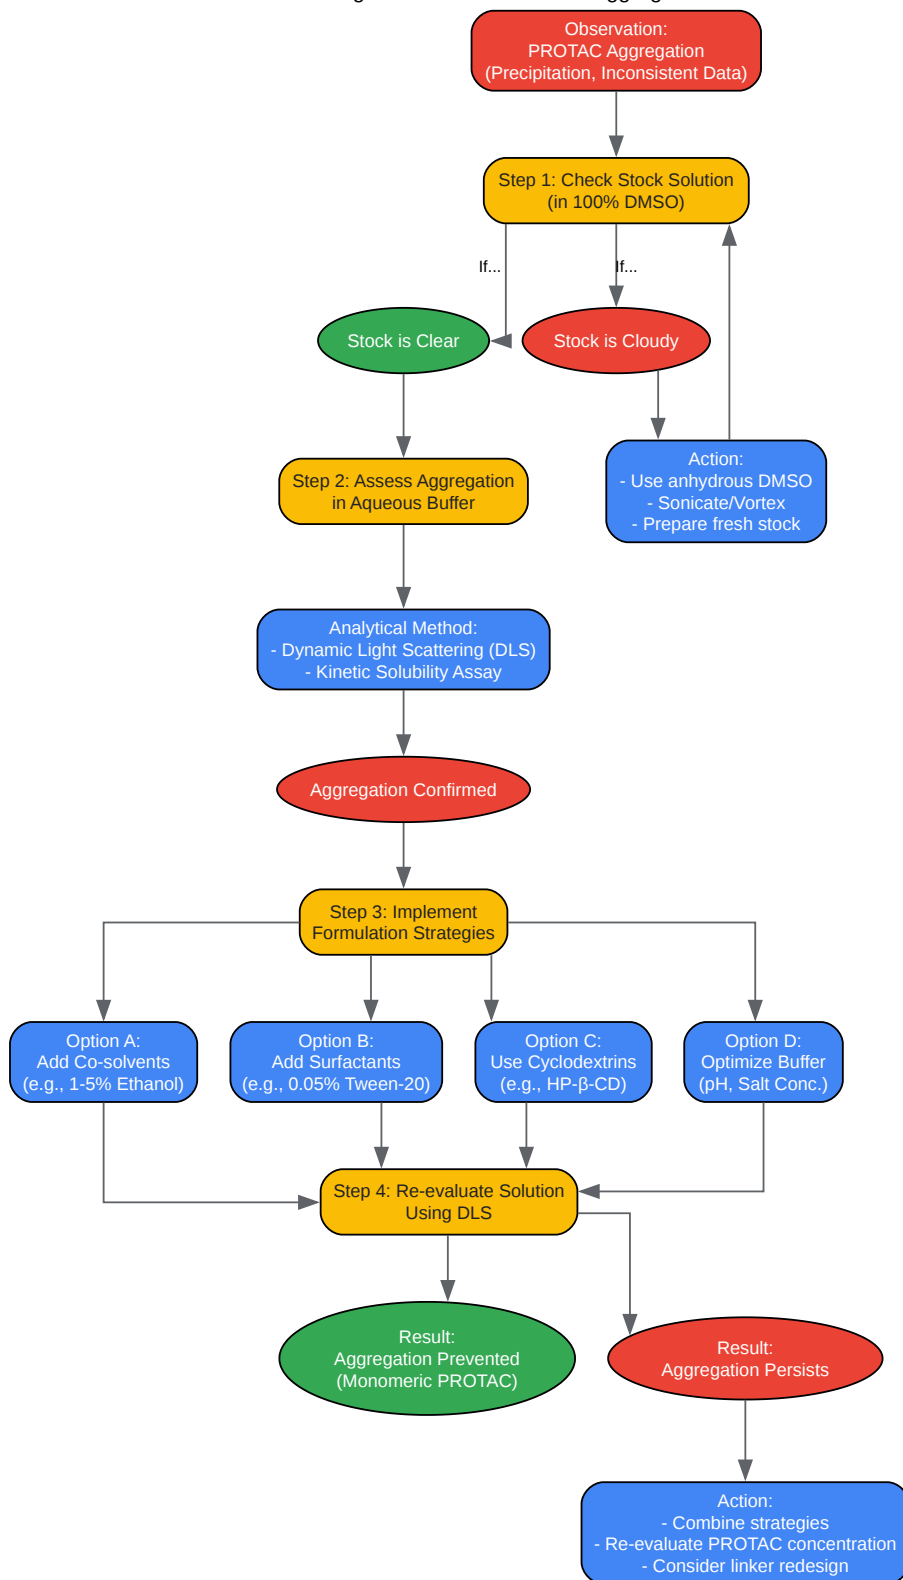 Observation:
PROTAC Aggregation
(Precipitation, Inconsistent Data)
Step 1: Check Stock Solution
(in 100% DMSO)
If...
If...
Stock is Clear
Stock is Cloudy
Action:
- Use anhydrous DMSO
- Sonicate/Vortex
- Prepare fresh stock
Step 2: Assess Aggregation
in Aqueous Buffer
Analytical Method:
- Dynamic Light Scattering (DLS)
- Kinetic Solubility Assay
Aggregation Confirmed
Step 3: Implement
Formulation Strategies
Option A:
Add Co-solvents
(e.g., 1-5% Ethanol)
Option B:
Add Surfactants
(e.g., 0.05% Tween-20)
Option C:
Use Cyclodextrins
(e.g., HP-β-CD)
Option D:
Optimize Buffer
(pH, Salt Conc.)
Step 4: Re-evaluate Solution
Using DLS
Result:
Aggregation Prevented
(Monomeric PROTAC)
Result:
Aggregation Persists
Action:
- Combine strategies
- Re-evaluate PROTAC concentration
- Consider linker redesign